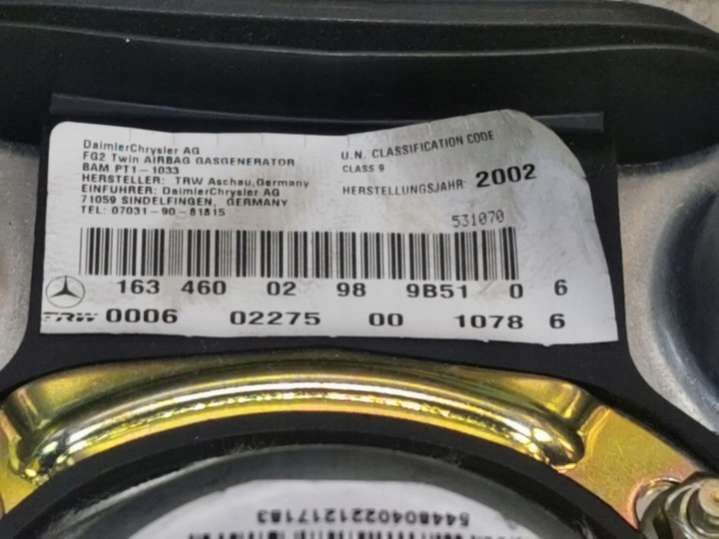 DaimlerChrysler AG
FG2 Twin AIRBAG GASGENERATOR
BAM PT1-1033
HERSTELLER: TRW Aschau,Germany
EINFUHRER: DaimlerChrysler AG
71059 SINDELFINGEN, GERMANY
TEL: 07031-90-81815
U.N. CLASSIFICATION CODE
CLASS 9
HERSTELLUNGSJAHR: 2002
531070
163 460 02 98 9B51 0 6
TRW 0006 02275 00 1078 6